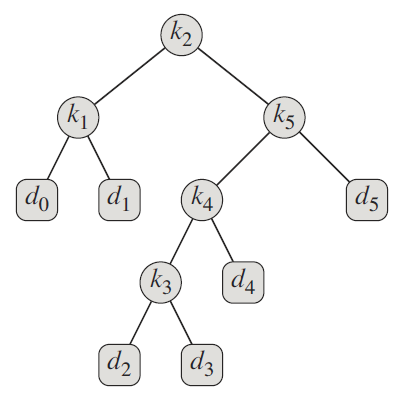 k₂
k₁ k₅
d₀ d₁ k₄ d₅
k₃ d₄
d₂ d₃